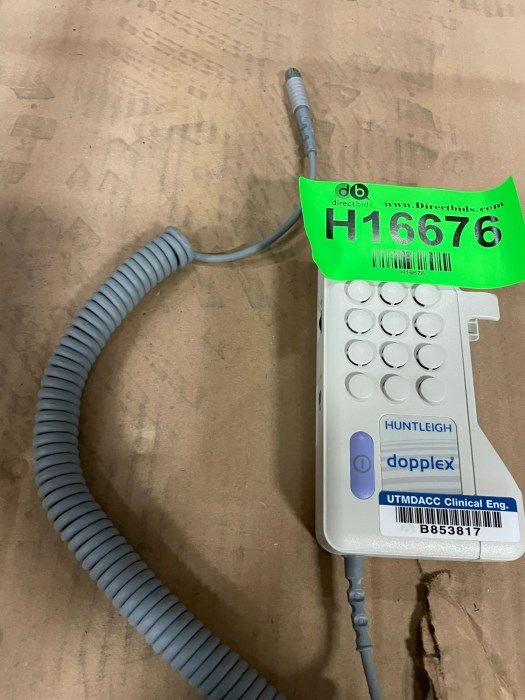 db
directbids
www.Directbids.com
H16676
H16676
HUNTLEIGH
dopplex
UTMDACC Clinical Eng.
B853817